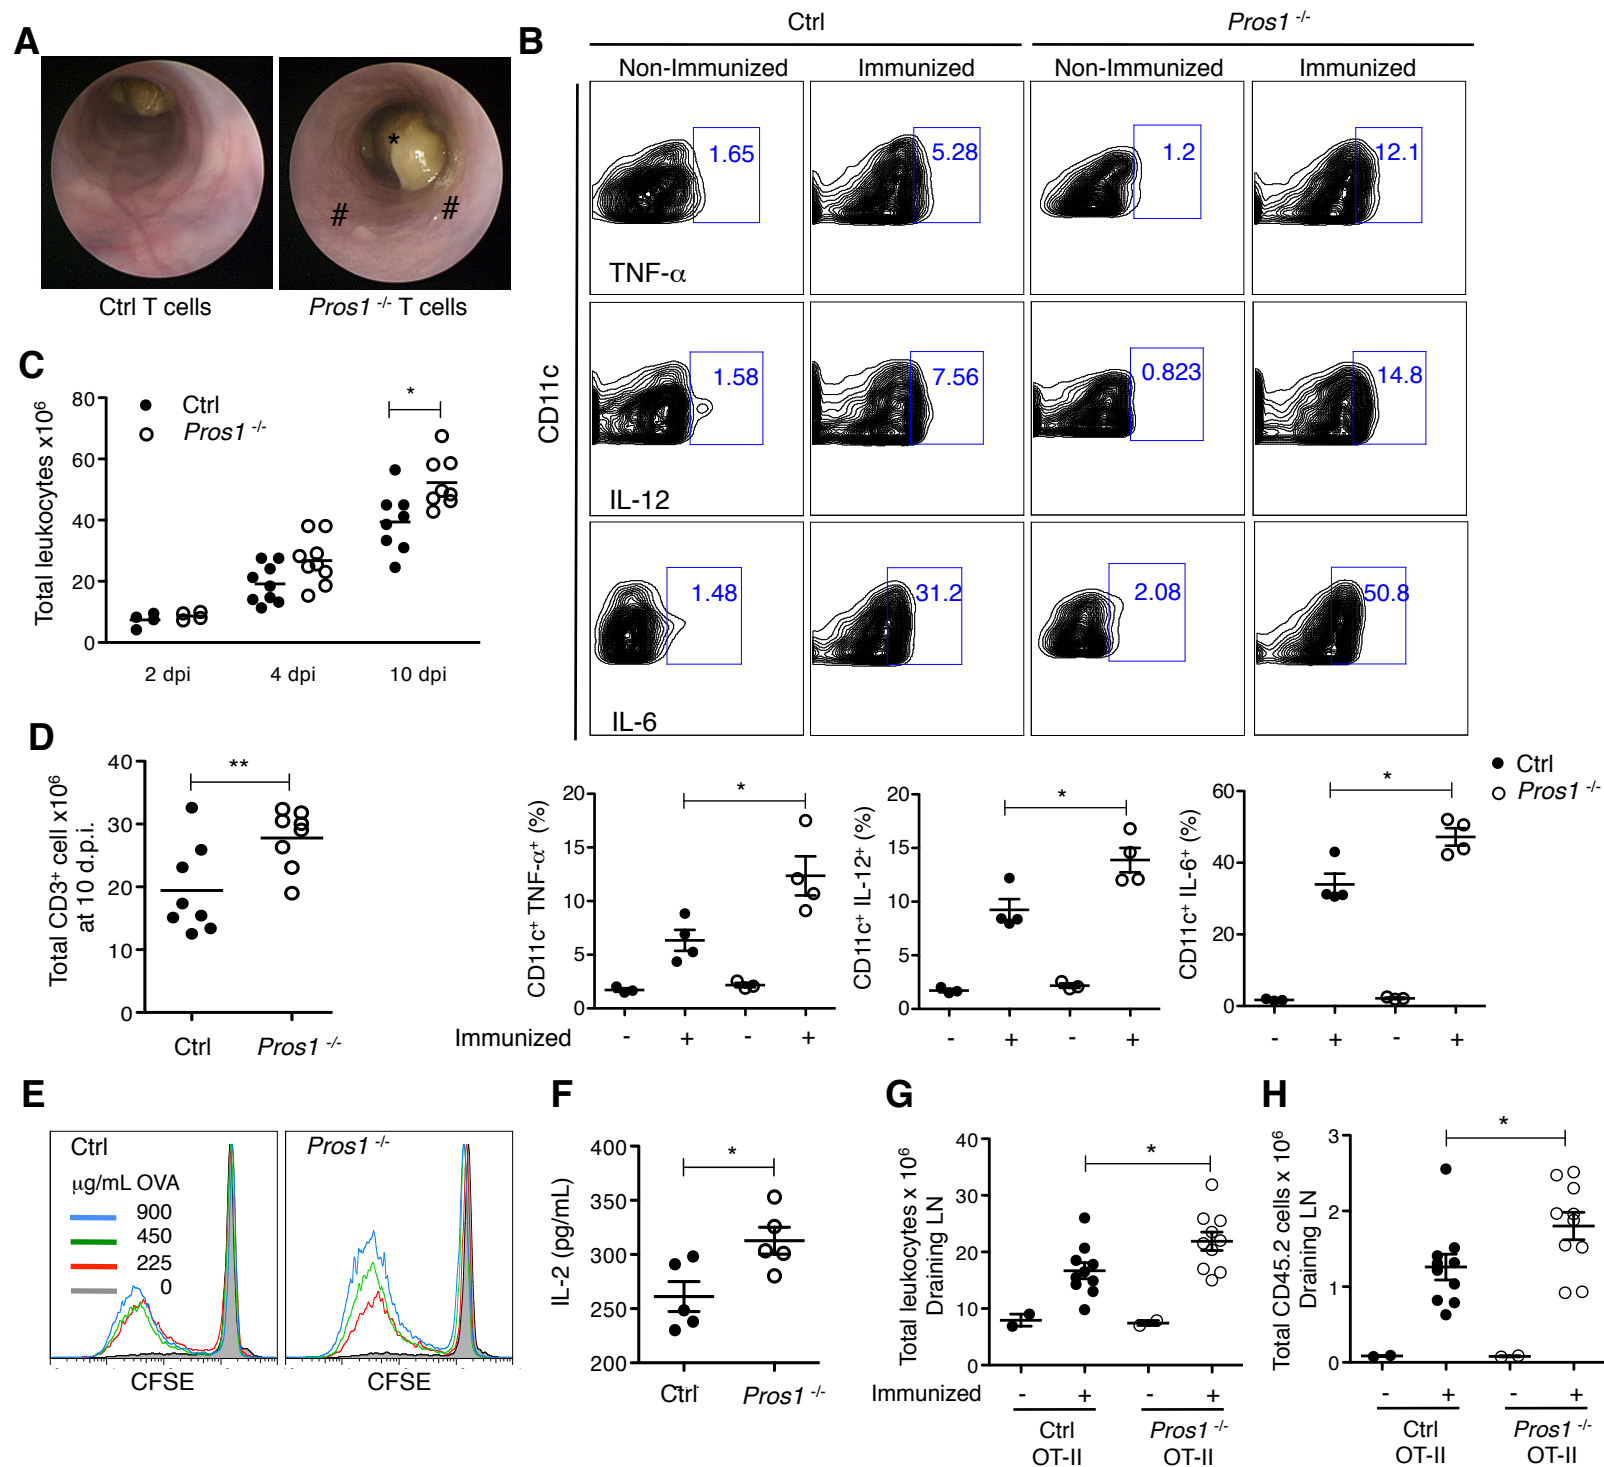 A
Ctrl T cells
Pros1 -/- T cells
*
#
#
B
Ctrl
Pros1 -/-
Non-Immunized
Immunized
Non-Immunized
Immunized
CD11c
1.65
5.28
1.2
12.1
TNF-α
1.58
7.56
0.823
14.8
IL-12
1.48
31.2
2.08
50.8
IL-6
CD11c+ TNF-α+ (%)
20
15
10
5
0
*
CD11c+ IL-12+ (%)
20
15
10
5
0
*
CD11c+ IL-6+ (%)
60
40
20
0
*
Ctrl
Pros1 -/-
Immunized
- + - +
- + - +
- + - +
C
Total leukocytes x10⁶
80
60
40
20
0
Ctrl
Pros1 -/-
*
2 dpi
4 dpi
10 dpi
D
Total CD3+ cell x10⁶
at 10 d.p.i.
40
30
20
10
0
**
Ctrl
Pros1 -/-
E
Ctrl
μg/mL OVA
900
450
225
0
CFSE
Pros1 -/-
CFSE
F
IL-2 (pg/mL)
400
350
300
250
200
*
Ctrl
Pros1 -/-
G
Total leukocytes x 10⁶
Draining LN
40
30
20
10
0
*
Immunized
- + - +
Ctrl
OT-II
Pros1 -/-
OT-II
H
Total CD45.2 cells x 10⁶
Draining LN
3
2
1
0
*
- + - +
Ctrl
OT-II
Pros1 -/-
OT-II